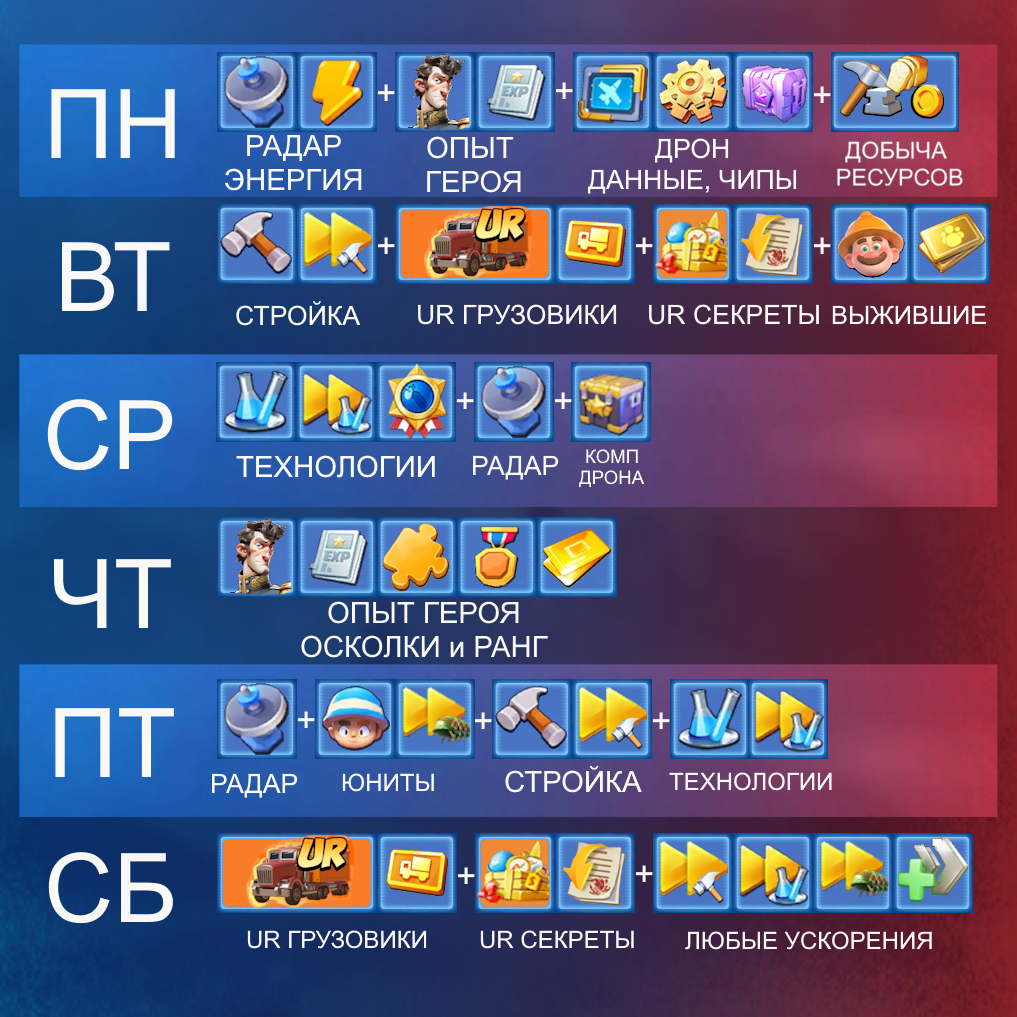 ПН
РАДАР
ЭНЕРГИЯ
+
EXP
ОПЫТ
ГЕРОЯ
+
ДРОН
ДАННЫЕ, ЧИПЫ
+
ДОБЫЧА
РЕСУРСОВ
ВТ
СТРОЙКА
+
UR
UR ГРУЗОВИКИ
+
UR СЕКРЕТЫ
+
ВЫЖИВШИЕ
СР
ТЕХНОЛОГИИ
+
РАДАР
+
КОМП
ДРОНА
ЧТ
EXP
ОПЫТ ГЕРОЯ
ОСКОЛКИ и РАНГ
ПТ
РАДАР
+
ЮНИТЫ
+
СТРОЙКА
+
ТЕХНОЛОГИИ
СБ
UR
UR ГРУЗОВИКИ
+
UR СЕКРЕТЫ
+
ЛЮБЫЕ УСКОРЕНИЯ